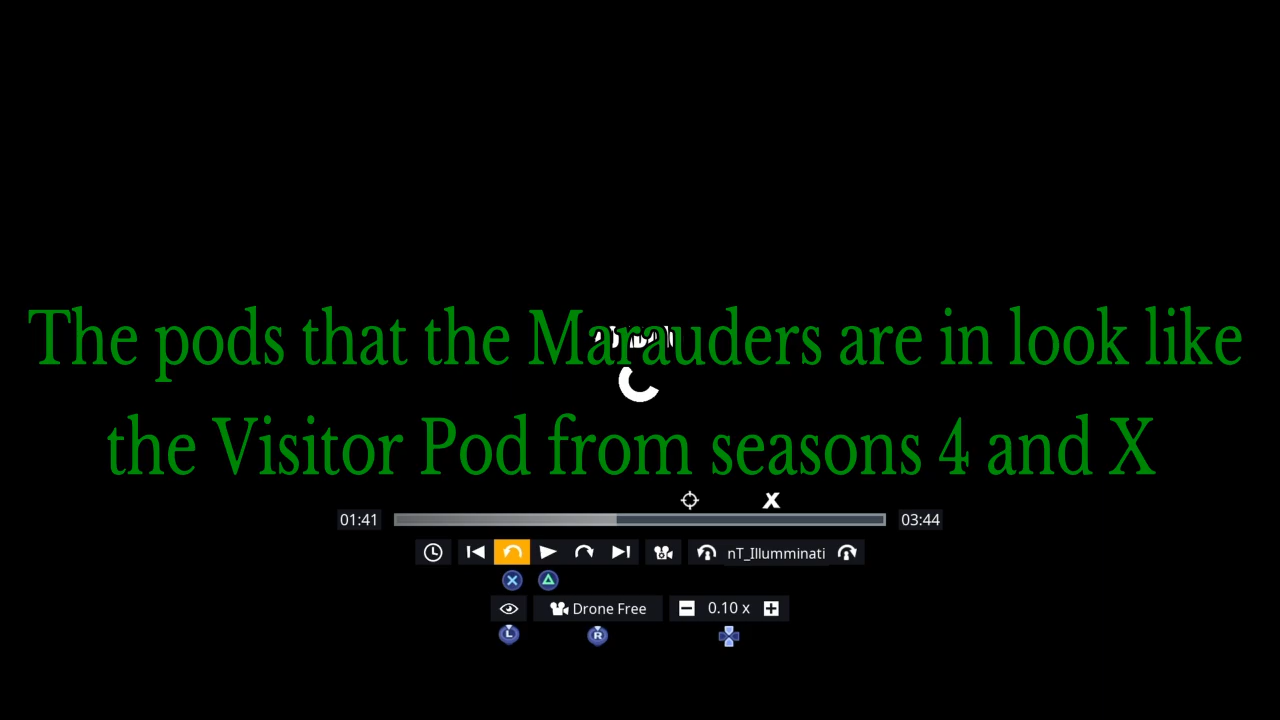 The pods that the Marauders are in look like
the Visitor Pod from seasons 4 and X
01:41
03:44
nT_Illumminati
Drone Free
0.10 x
L
R